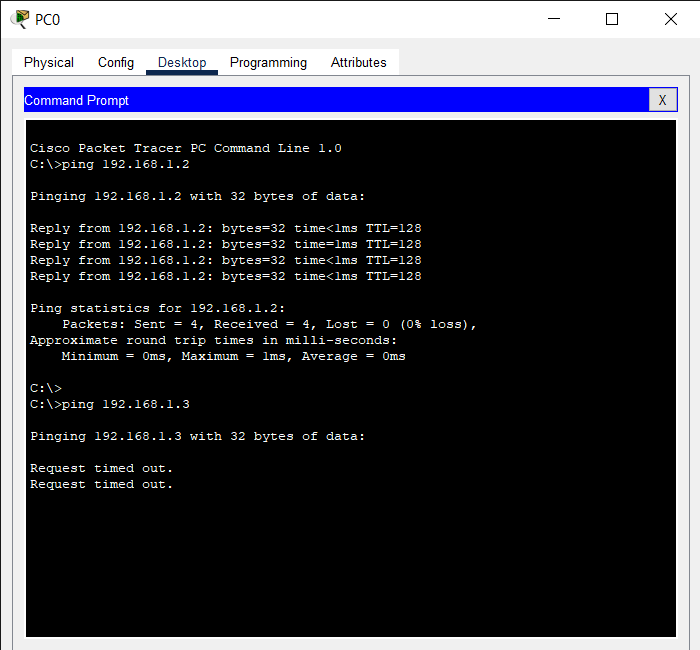 PC0
Physical Config Desktop Programming Attributes
Command Prompt X
Cisco Packet Tracer PC Command Line 1.0
C:\>ping 192.168.1.2
Pinging 192.168.1.2 with 32 bytes of data:
Reply from 192.168.1.2: bytes=32 time<1ms TTL=128
Reply from 192.168.1.2: bytes=32 time=1ms TTL=128
Reply from 192.168.1.2: bytes=32 time<1ms TTL=128
Reply from 192.168.1.2: bytes=32 time<1ms TTL=128
Ping statistics for 192.168.1.2:
    Packets: Sent = 4, Received = 4, Lost = 0 (0% loss),
Approximate round trip times in milli-seconds:
    Minimum = 0ms, Maximum = 1ms, Average = 0ms
C:\>
C:\>ping 192.168.1.3
Pinging 192.168.1.3 with 32 bytes of data:
Request timed out.
Request timed out.